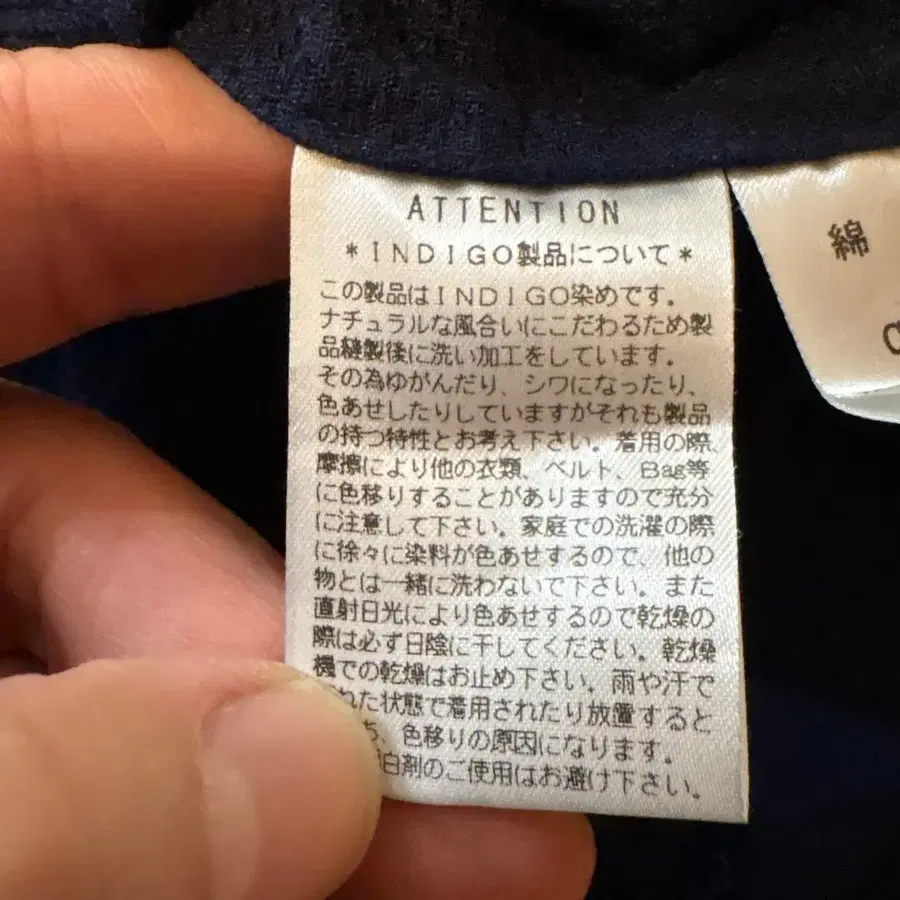 ATTENTION
＊INDIGO製品について＊
この製品はINDIGO染めです。
ナチュラルな風合いにこだわるため製
品縫製後に洗い加工をしています。
その為ゆがんだり、シワになったり、
色あせしたりしていますがそれも製品
の持つ特性とお考え下さい。着用の際、
摩擦により他の衣類、ベルト、Bag等
に色移りすることがありますので充分
に注意して下さい。家庭での洗濯の際
に徐々に染料が色あせするので、他の
物とは一緒に洗わないで下さい。また
直射日光により色あせするので乾燥の
際は必ず日陰に干してください。乾燥
機での乾燥はお止め下さい。雨や汗で
れた状態で着用されたり放置すると
、色移りの原因になります。
白剤のご使用はお避け下さい。
綿